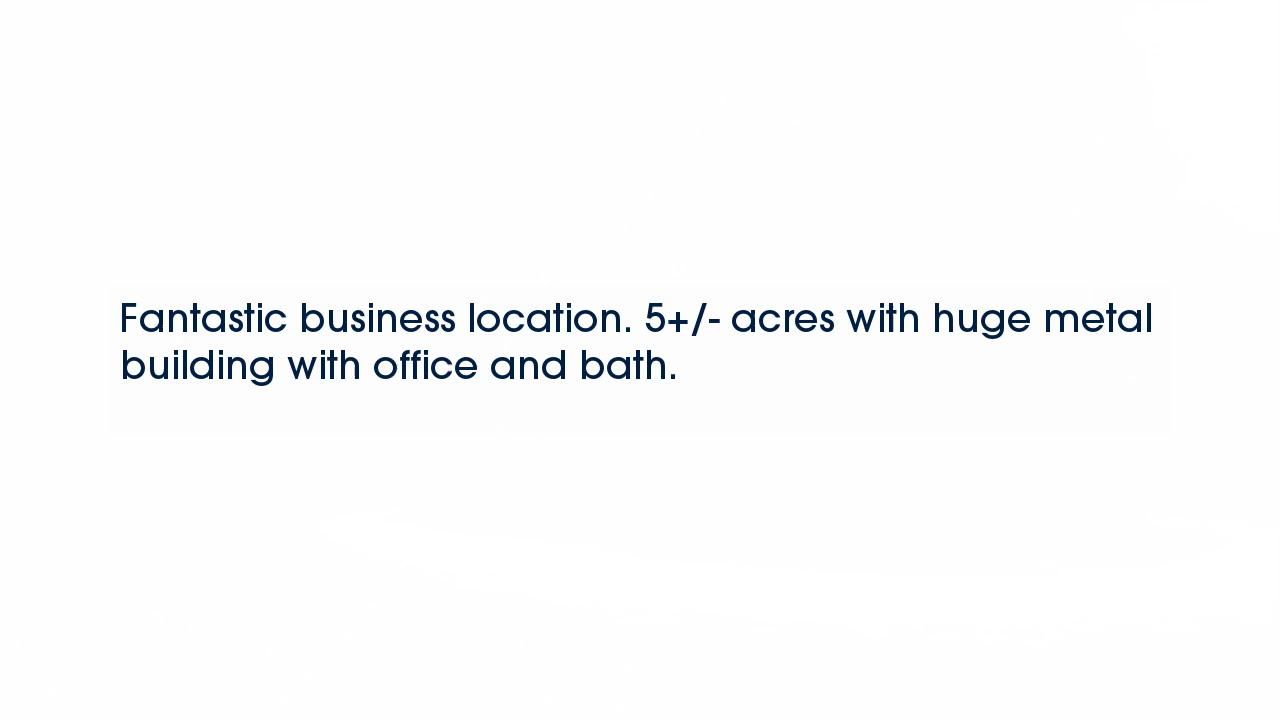 Fantastic business location. 5+/- acres with huge metal
building with office and bath.